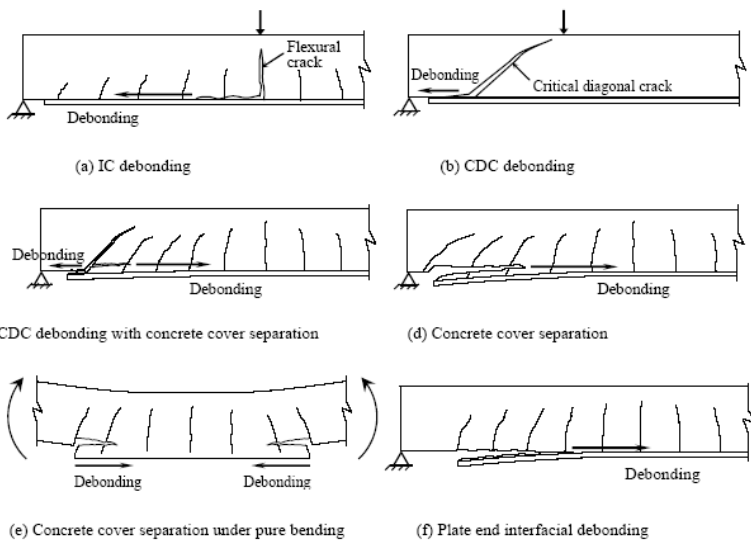 Flexural
crack
Debonding
(a) IC debonding
Debonding
Critical diagonal crack
(b) CDC debonding
Debonding
Debonding
CDC debonding with concrete cover separation
Debonding
(d) Concrete cover separation
Debonding
Debonding
(e) Concrete cover separation under pure bending
Debonding
(f) Plate end interfacial debonding